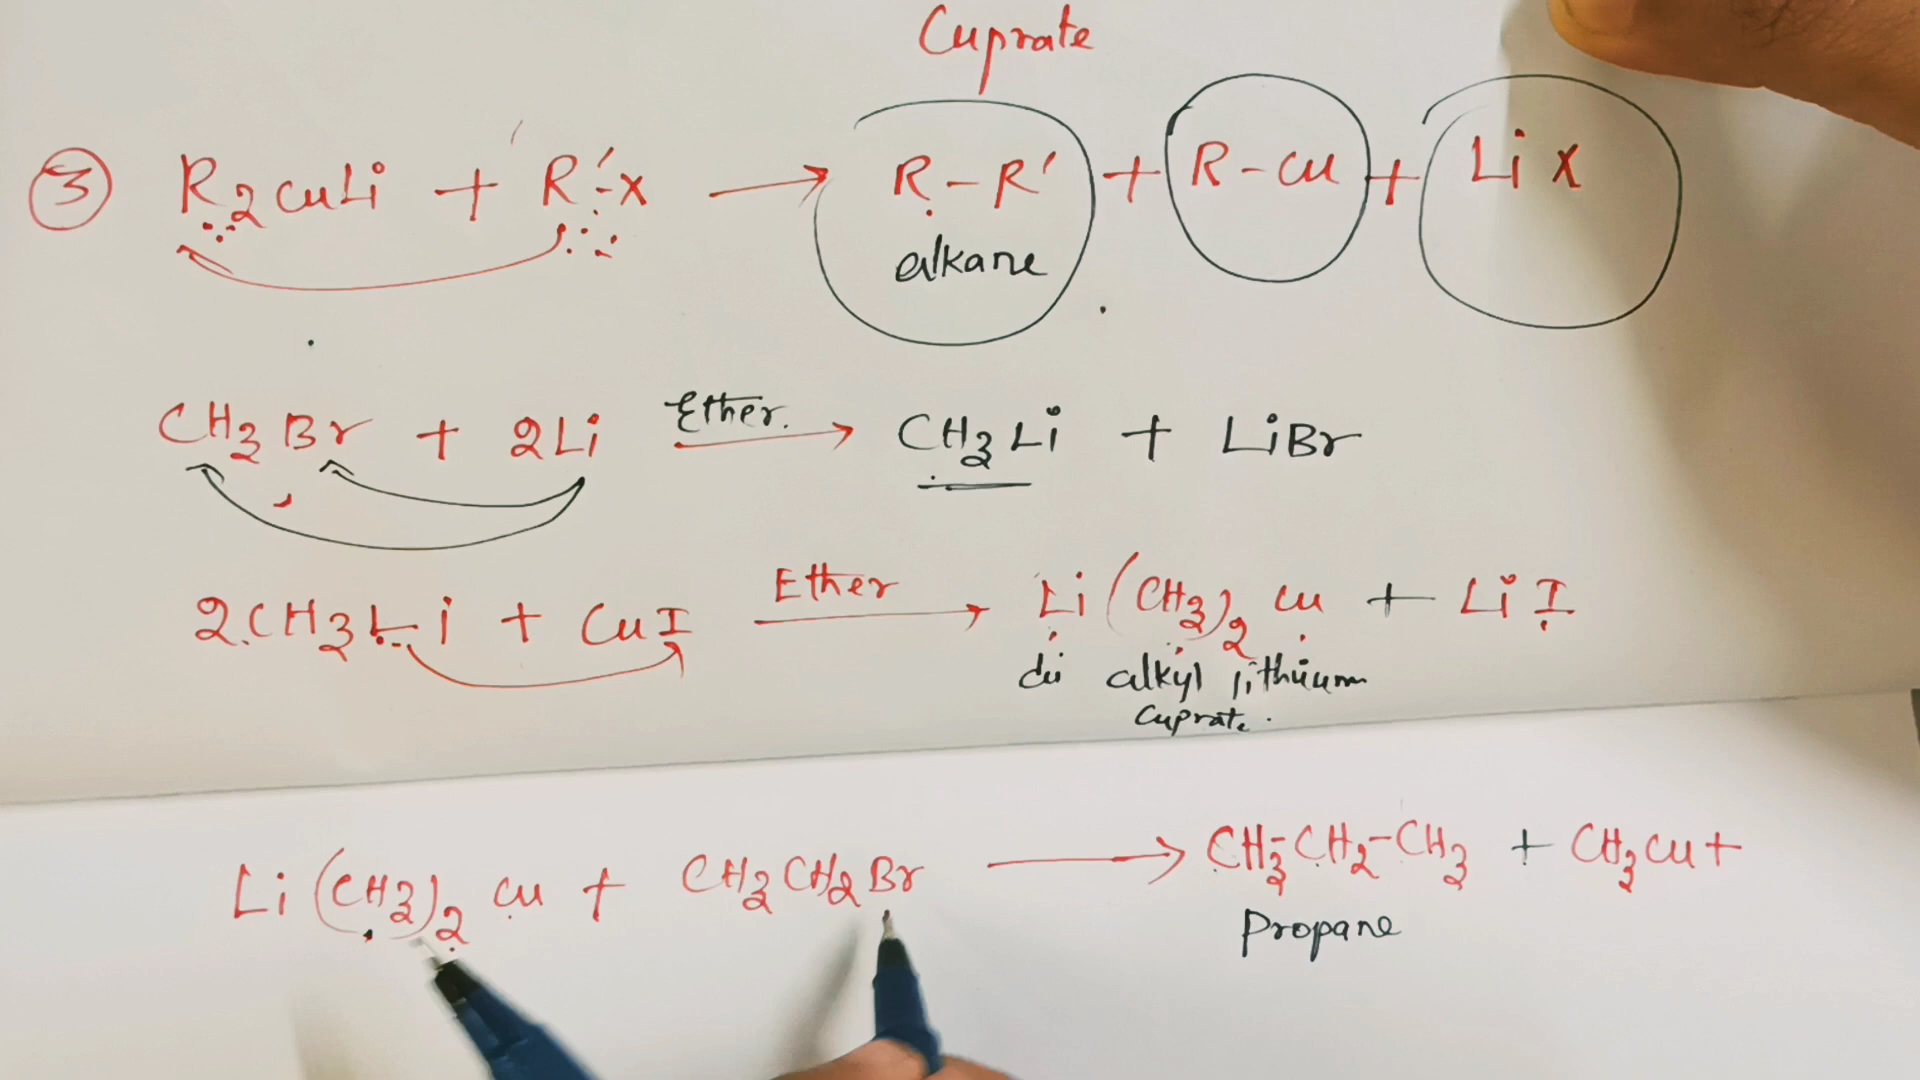 Cuprate
③ R₂CuLi + R'-X → R-R' + R-Cu + LiX
alkane
CH₃Br + 2Li Ether. → CH₃Li + LiBr
2CH₃Li + CuI Ether → Li(CH₃)₂Cu + LiI
di alkyl lithium
Cuprate.
Li(CH₃)₂Cu + CH₃CH₂Br → CH₃-CH₂-CH₃ + CH₃Cu+
Propane